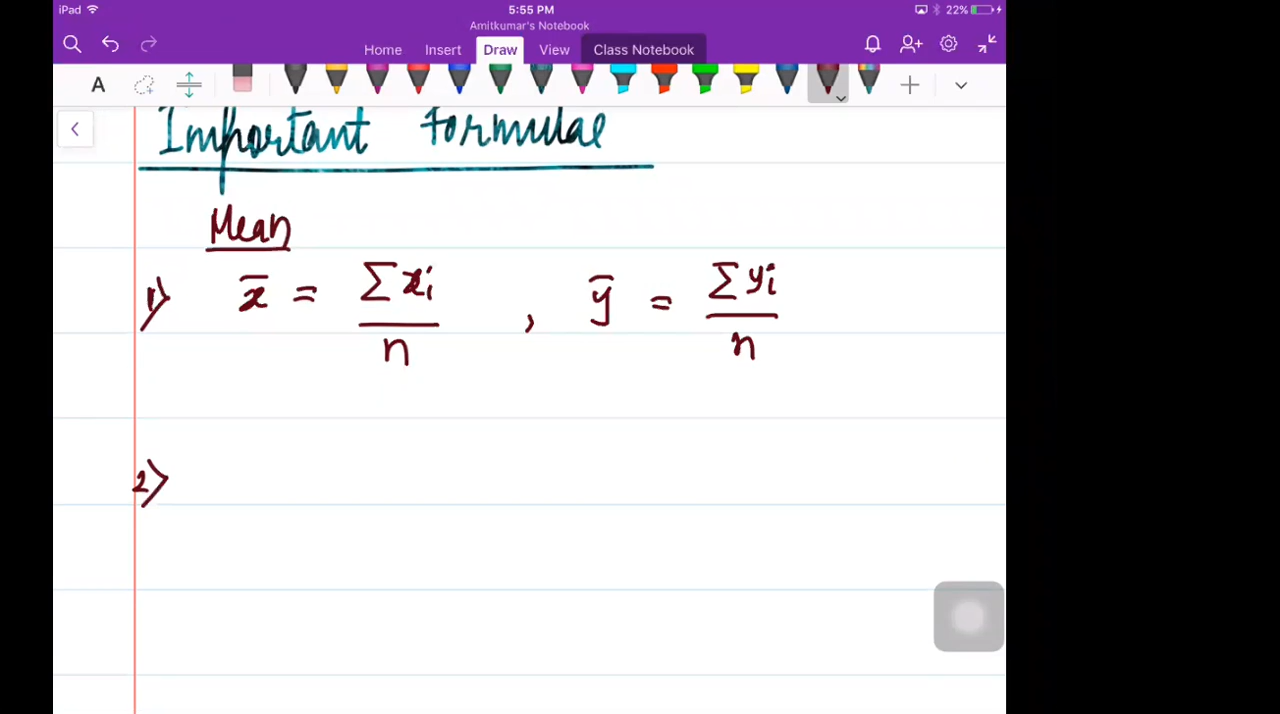 iPad 5:55 PM 22%
Amitkumar's Notebook
Home Insert Draw View Class Notebook
A
Important Formulae
Mean
1) x̄ = Σxi / n , ȳ = Σyi / n
2)